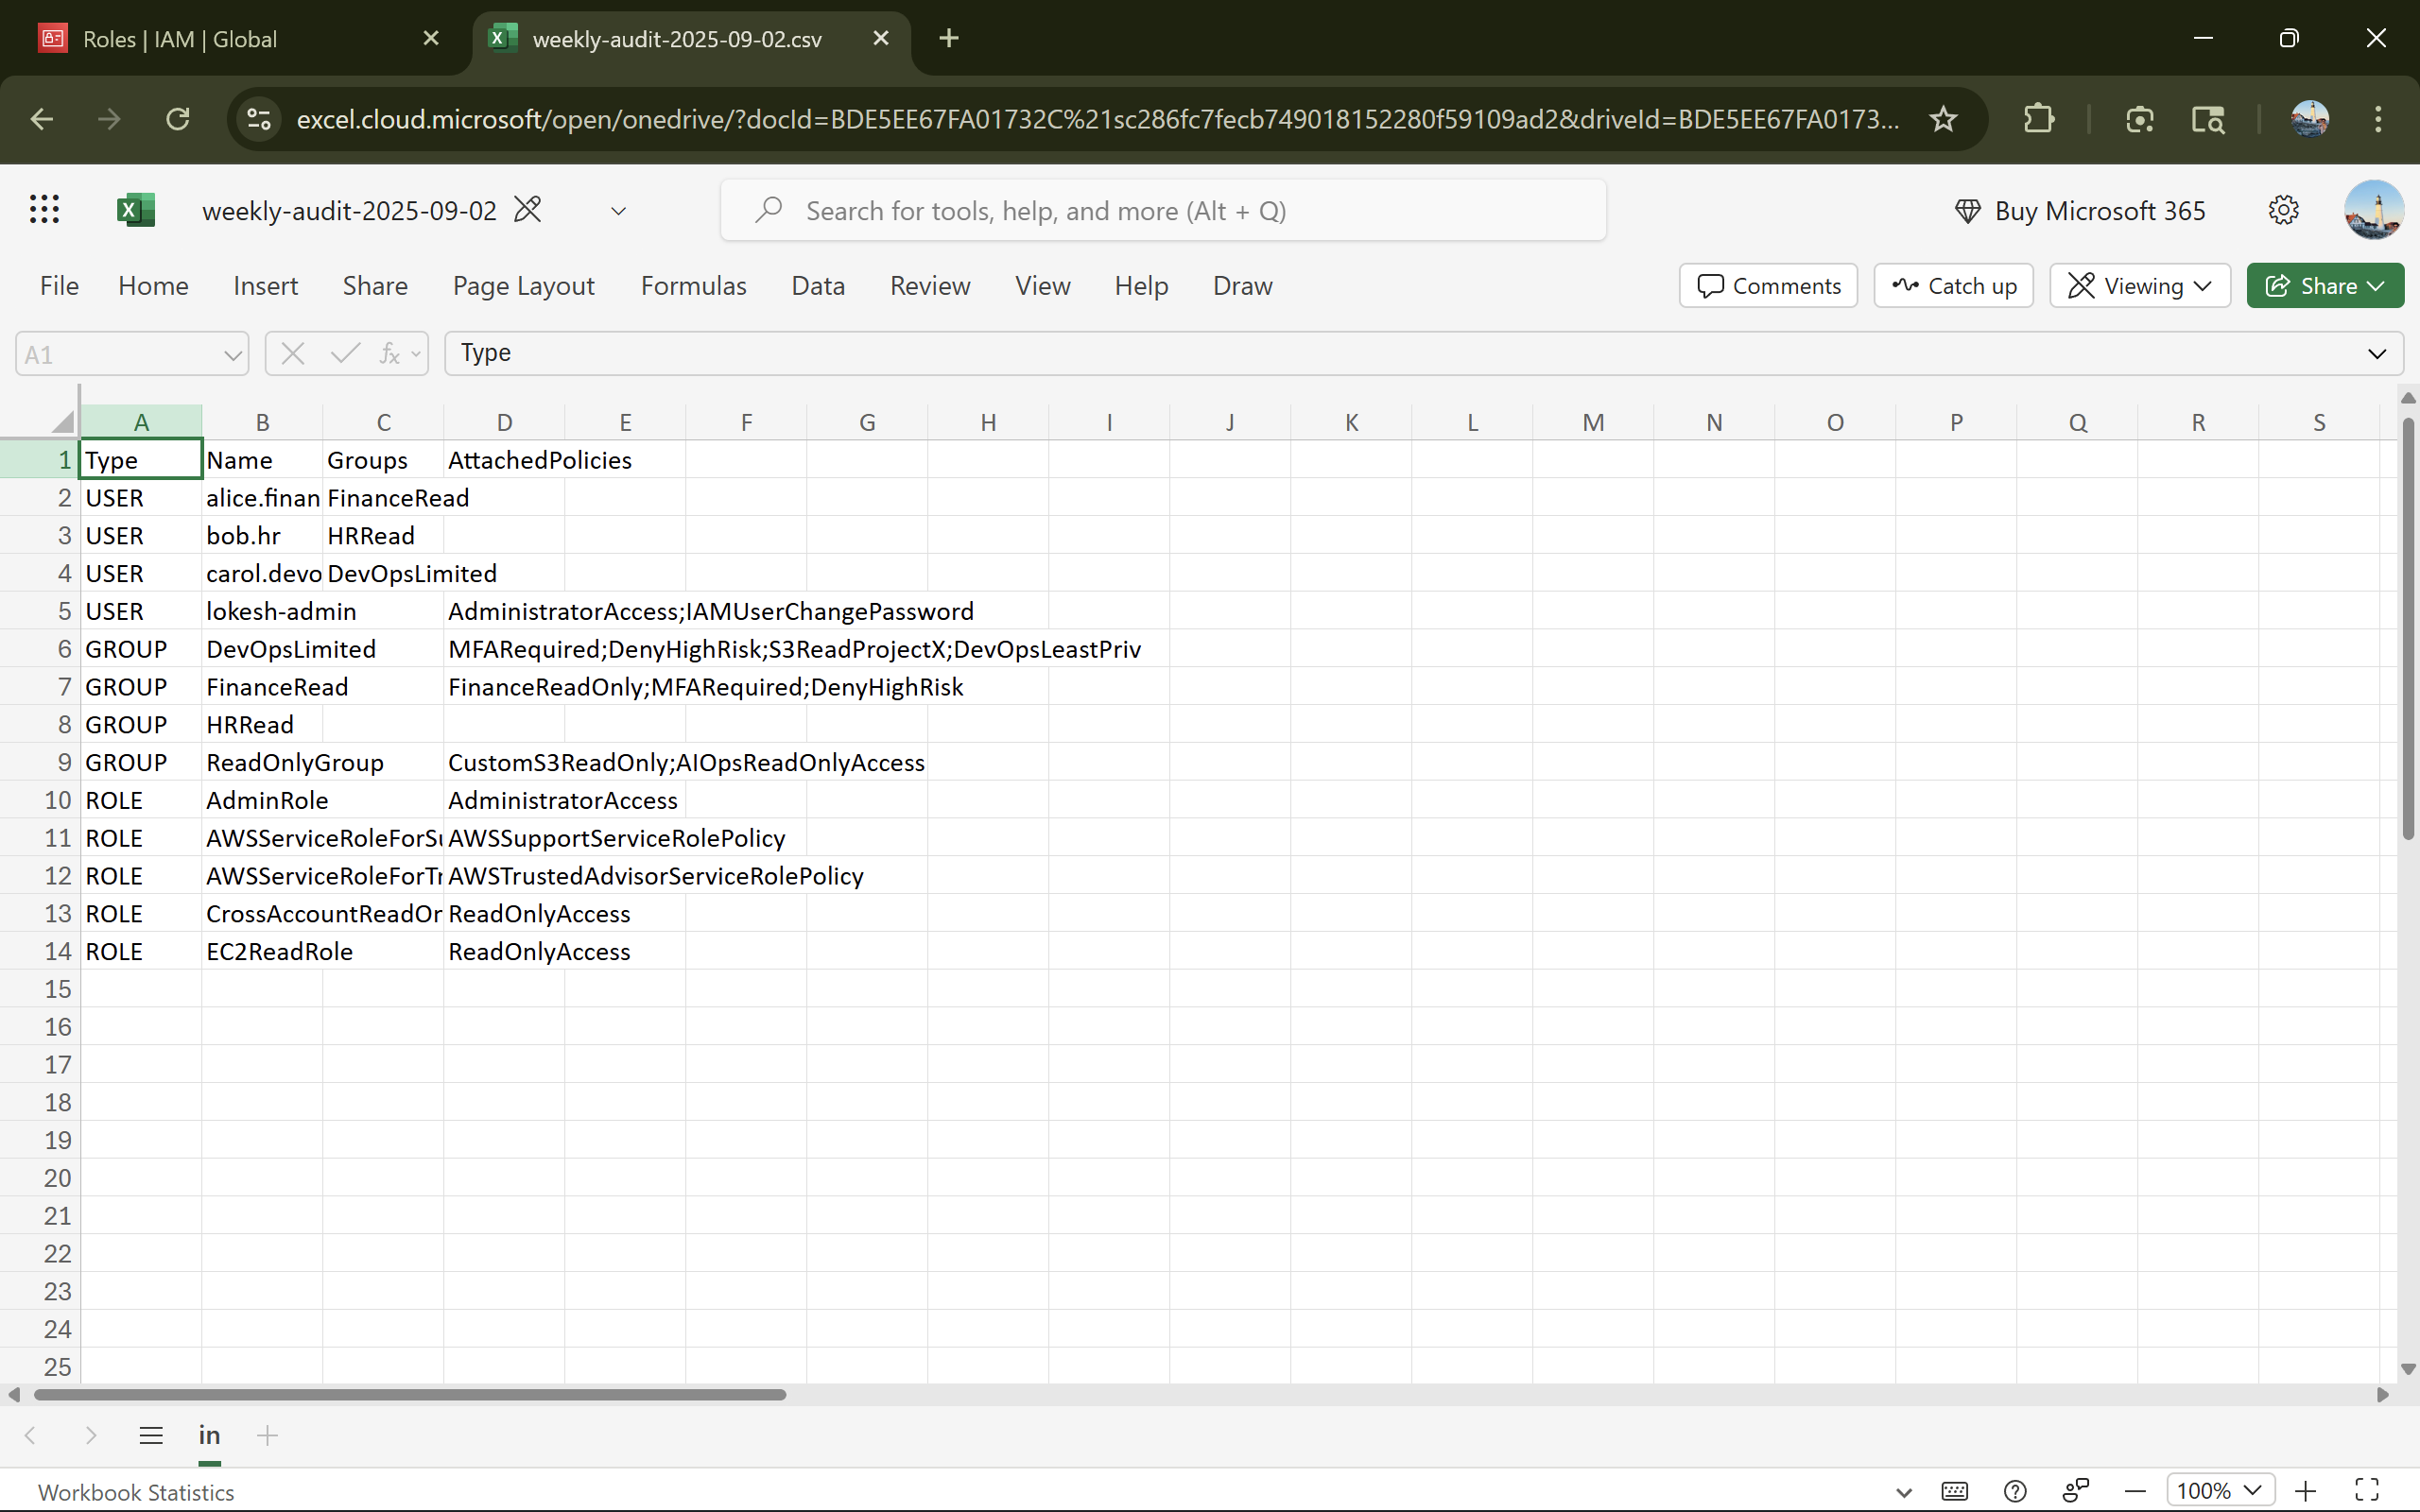 Roles | IAM | Global
weekly-audit-2025-09-02.csv
excel.cloud.microsoft/open/onedrive/?docId=BDE5EE67FA01732C%21sc286fc7fecb749018152280f59109ad2&driveId=BDE5EE67FA0173...
weekly-audit-2025-09-02
Search for tools, help, and more (Alt + Q)
Buy Microsoft 365
File Home Insert Share Page Layout Formulas Data Review View Help Draw Comments Catch up Viewing Share
A1 fx Type
A B C D E F G H I J K L M N O P Q R S
1 Type Name Groups AttachedPolicies
2 USER alice.finan FinanceRead
3 USER bob.hr HRRead
4 USER carol.devo DevOpsLimited
5 USER lokesh-admin AdministratorAccess;IAMUserChangePassword
6 GROUP DevOpsLimited MFARequired;DenyHighRisk;S3ReadProjectX;DevOpsLeastPriv
7 GROUP FinanceRead FinanceReadOnly;MFARequired;DenyHighRisk
8 GROUP HRRead
9 GROUP ReadOnlyGroup CustomS3ReadOnly;AIOpsReadOnlyAccess
10 ROLE AdminRole AdministratorAccess
11 ROLE AWSServiceRoleForSu AWSSupportServiceRolePolicy
12 ROLE AWSServiceRoleForTr AWSTrustedAdvisorServiceRolePolicy
13 ROLE CrossAccountReadOn ReadOnlyAccess
14 ROLE EC2ReadRole ReadOnlyAccess
15
16
17
18
19
20
21
22
23
24
25
in
Workbook Statistics
100%